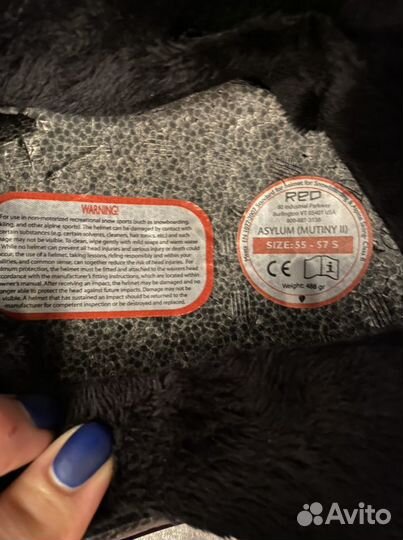 WARNING!
For use in non-motorized recreational snow sports (such as snowboarding,
skiing, and other alpine sports). The helmet can be damaged by contact with
certain substances (e.g. certain solvents, cleaners, hair tonics, etc.) and such
damage may not be visible. To clean, wipe gently with mild soap and warm water.
While no helmet can prevent all head injuries and serious injury or death could
occur, the use of a helmet, taking lessons, riding responsibly and within your
abilities, and common sense, can together reduce the risk of head injuries. For
maximum protection, the helmet must be fitted and attached to the wearers head
in accordance with the manufacturer's fitting instructions, which are located within
owner's manual. After receiving an impact, the helmet may be damaged and no
longer able to protect the head against future impacts. Damage may not be
visible. A helmet that has sustained an impact should be returned to the
manufacturer for competent inspection or be destroyed and replaced.
EN 1077:2007
RED
80 Industrial Parkway
Burlington VT 05401 USA
800-881-3138
ASYLUM (MUTINY II)
SIZE:55 - 57 S
CE
i
Weight: 488 gr
Avito